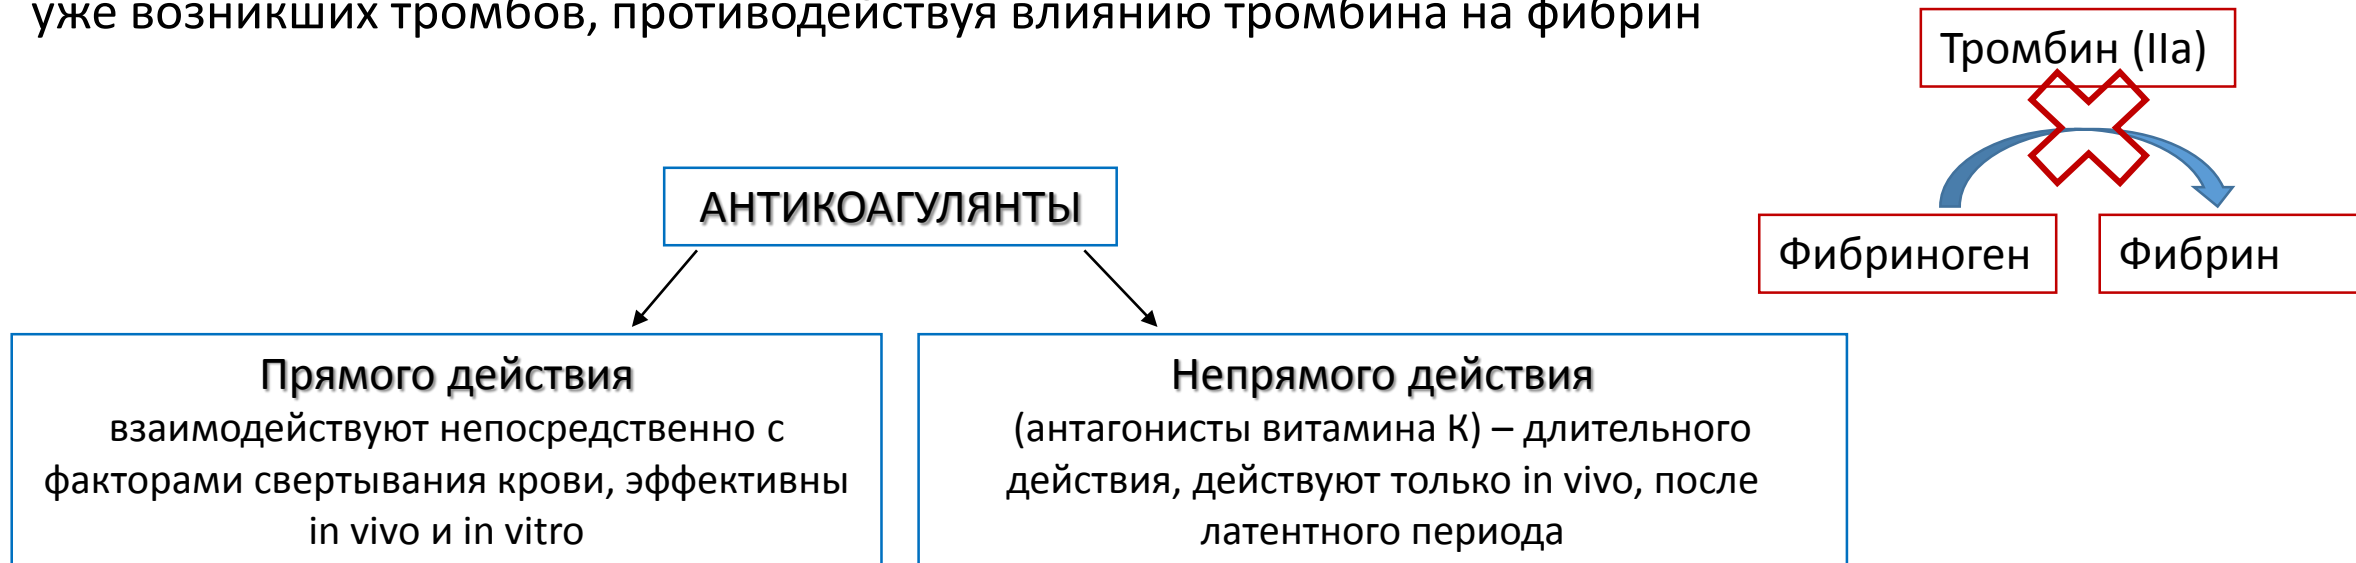 уже возникших тромбов, противодействуя влиянию тромбина на фибрин
Тромбин (IIa)
Фибриноген
Фибрин
АНТИКОАГУЛЯНТЫ
Прямого действия
взаимодействуют непосредственно с
факторами свертывания крови, эффективны
in vivo и in vitro
Непрямого действия
(антагонисты витамина К) – длительного
действия, действуют только in vivo, после
латентного периода